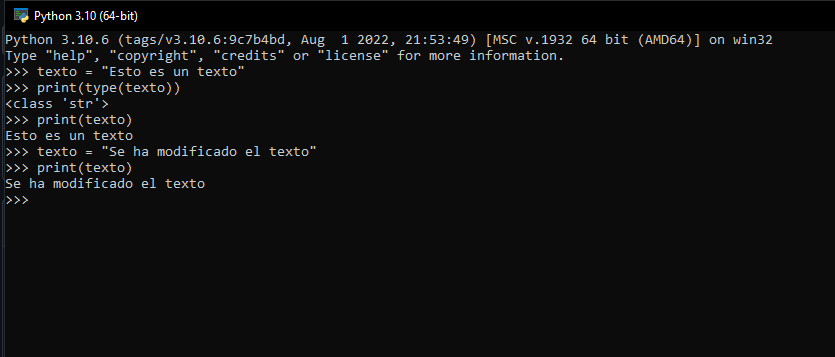 Python 3.10 (64-bit)
Python 3.10.6 (tags/v3.10.6:9c7b4bd, Aug  1 2022, 21:53:49) [MSC v.1932 64 bit (AMD64)] on win32
Type "help", "copyright", "credits" or "license" for more information.
>>> texto = "Esto es un texto"
>>> print(type(texto))
<class 'str'>
>>> print(texto)
Esto es un texto
>>> texto = "Se ha modificado el texto"
>>> print(texto)
Se ha modificado el texto
>>>